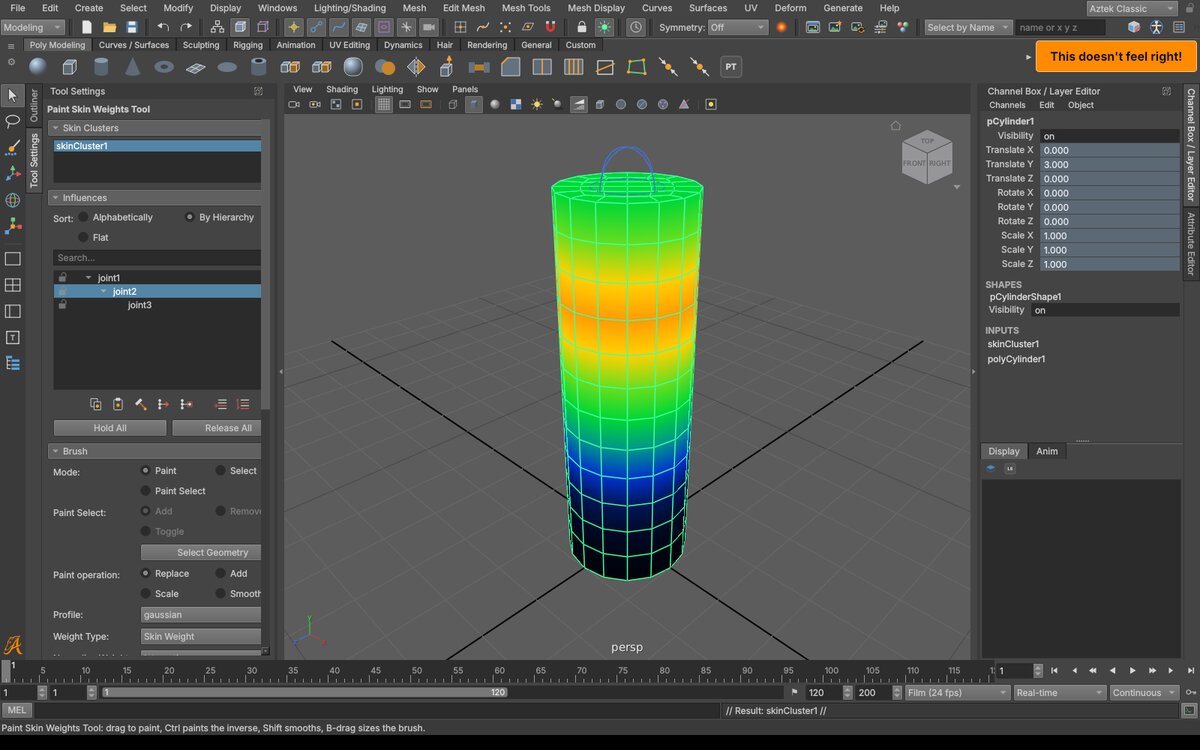 File Edit Create Select Modify Display Windows Lighting/Shading Mesh Edit Mesh Mesh Tools Mesh Display Curves Surfaces UV Deform Generate Help Aztek Classic
Modeling Symmetry: Off Select by Name name or x y z
Poly Modeling Curves / Surfaces Sculpting Rigging Animation UV Editing Dynamics Hair Rendering General Custom
This doesn't feel right!
PT
Outliner
Tool Settings
Tool Settings
Paint Skin Weights Tool
Skin Clusters
skinCluster1
Influences
Sort: Alphabetically By Hierarchy
Flat
Search...
joint1
joint2
joint3
Hold All Release All
Brush
Mode: Paint Select
Paint Select
Paint Select: Add Remove
Toggle
Select Geometry
Paint operation: Replace Add
Scale Smooth
Profile: gaussian
Weight Type: Skin Weight
View Shading Lighting Show Panels
TOP
FRONT RIGHT
persp
Channel Box / Layer Editor
Channels Edit Object
pCylinder1
Visibility on
Translate X 0.000
Translate Y 3.000
Translate Z 0.000
Rotate X 0.000
Rotate Y 0.000
Rotate Z 0.000
Scale X 1.000
Scale Y 1.000
Scale Z 1.000
SHAPES
pCylinderShape1
Visibility on
INPUTS
skinCluster1
polyCylinder1
Display Anim
Channel Box / Layer Editor
Attribute Editor
1 5 10 15 20 25 30 35 40 45 50 55 60 65 70 75 80 85 90 95 100 105 110 115 1
1 1 1 120 120 200 Film (24 fps) Real-time Continuous
MEL // Result: skinCluster1 //
Paint Skin Weights Tool: drag to paint, Ctrl paints the inverse, Shift smooths, B-drag sizes the brush.